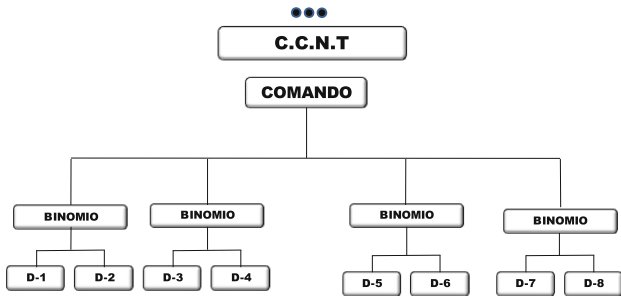 C.C.N.T
COMANDO
BINOMIO
BINOMIO
BINOMIO
BINOMIO
D-1
D-2
D-3
D-4
D-5
D-6
D-7
D-8